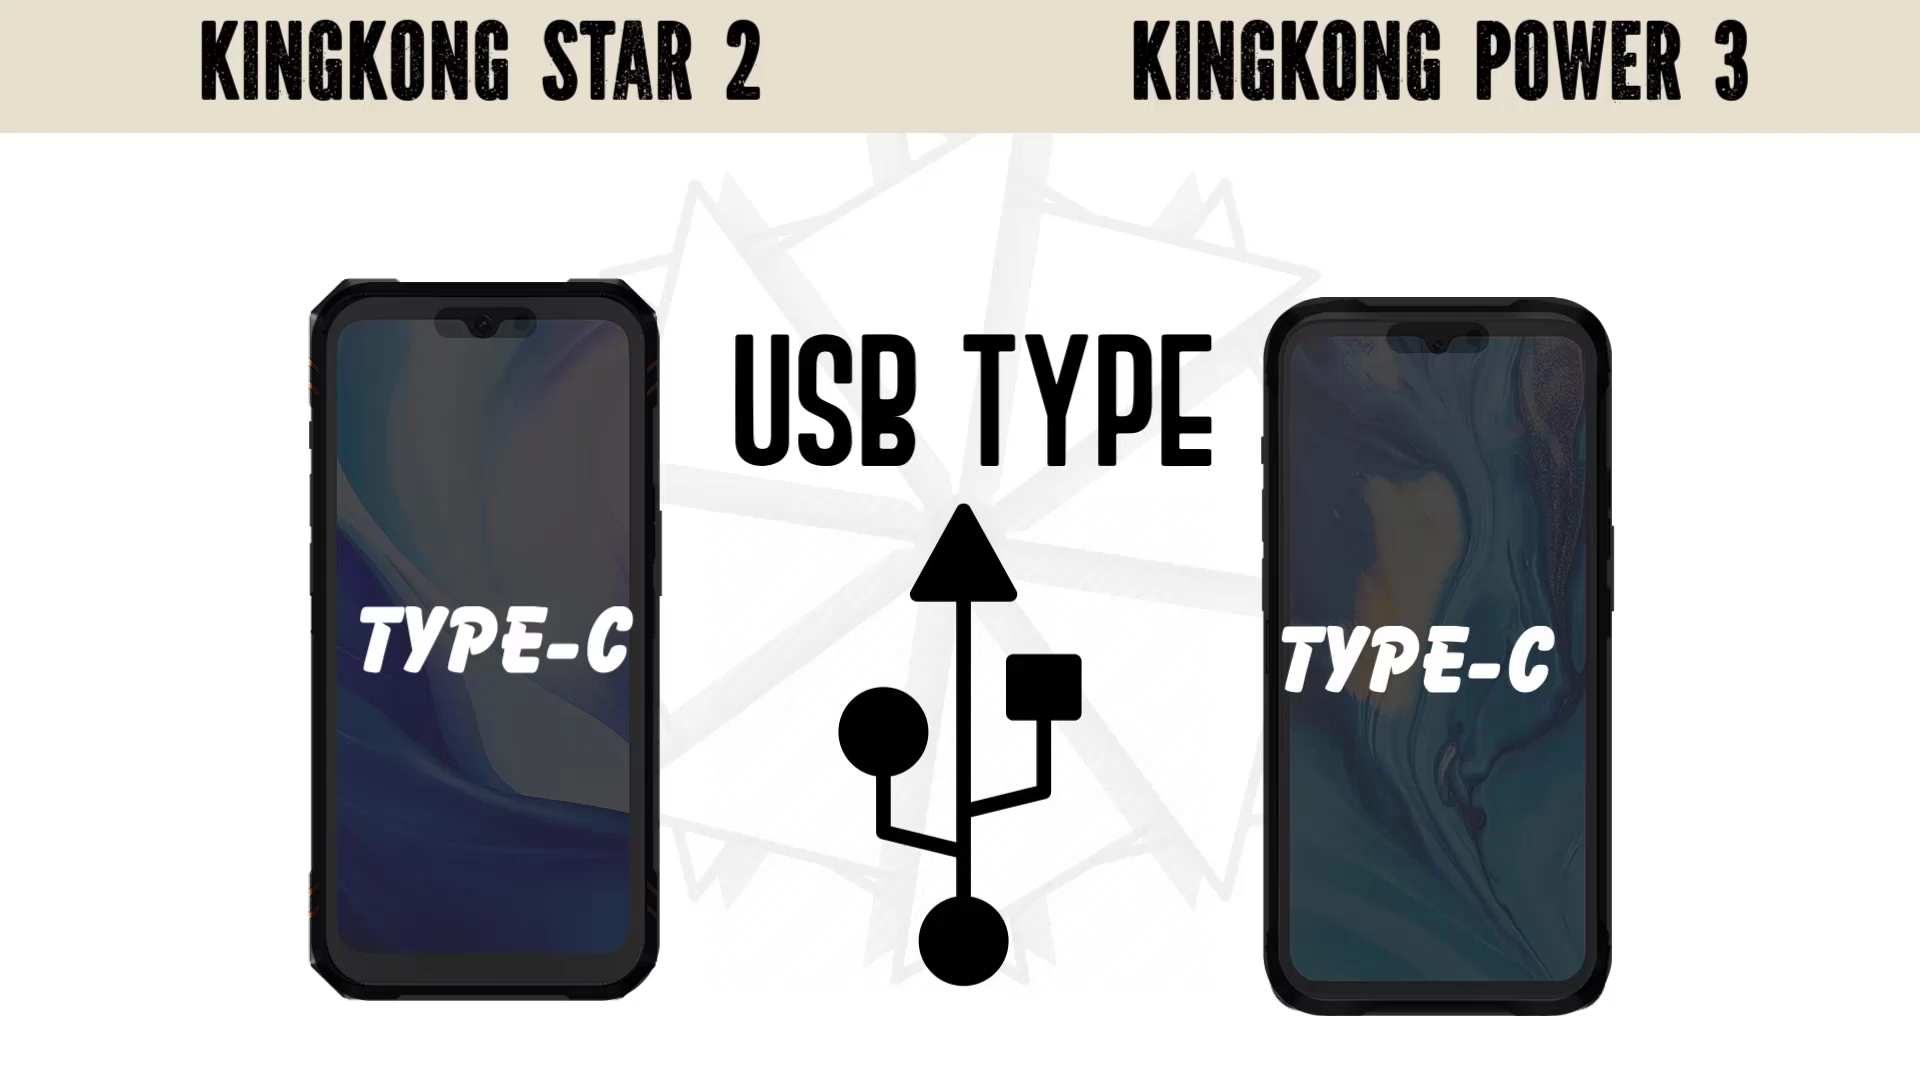 KINGKONG STAR 2
KINGKONG POWER 3
USB TYPE
TYPE-C
TYPE-C